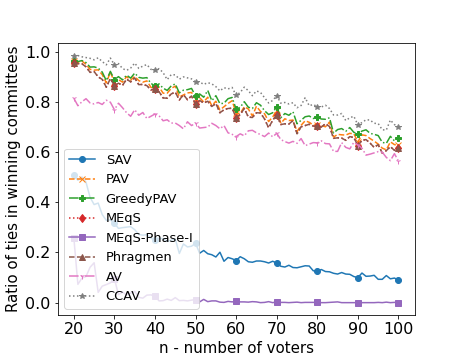 Ratio of ties in winning committees
1.0
0.8
0.6
0.4
0.2
0.0
SAV
PAV
GreedyPAV
MEqS
MEqS-Phase-I
Phragmen
AV
CCAV
20 30 40 50 60 70 80 90 100
n - number of voters